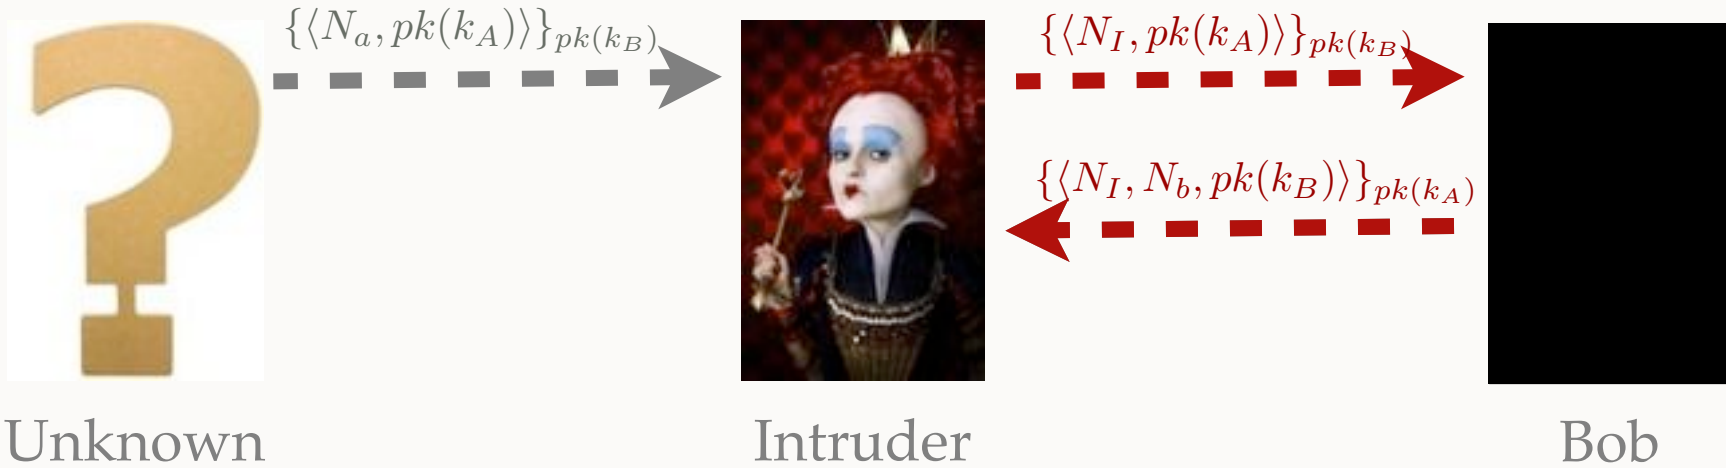 {⟨N_a, pk(k_A)⟩}_{pk(k_B)}
{⟨N_I, pk(k_A)⟩}_{pk(k_B)}
{⟨N_I, N_b, pk(k_B)⟩}_{pk(k_A)}
Unknown
Intruder
Bob